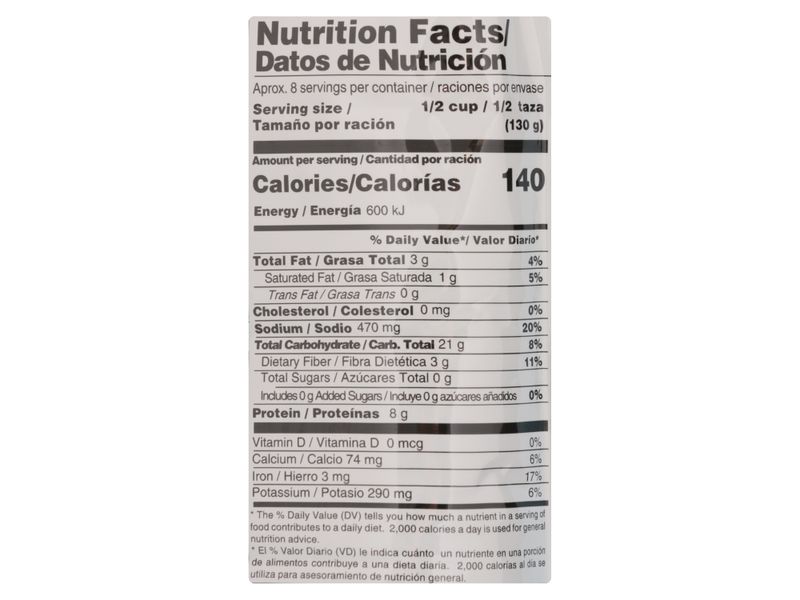 Nutrition Facts/
Datos de Nutrición
Aprox. 8 servings per container / raciones por envase
Serving size / 1/2 cup / 1/2 taza
Tamaño por ración (130 g)
Amount per serving / Cantidad por ración
Calories/Calorías 140
Energy / Energía 600 kJ
% Daily Value*/ Valor Diario*
Total Fat / Grasa Total 3 g 4%
Saturated Fat / Grasa Saturada 1 g 5%
Trans Fat / Grasa Trans 0 g
Cholesterol / Colesterol 0 mg 0%
Sodium / Sodio 470 mg 20%
Total Carbohydrate / Carb. Total 21 g 8%
Dietary Fiber / Fibra Dietética 3 g 11%
Total Sugars / Azúcares Total 0 g
Includes 0 g Added Sugars / Incluye 0 g azúcares añadidos 0%
Protein / Proteínas 8 g
Vitamin D / Vitamina D 0 mcg 0%
Calcium / Calcio 74 mg 6%
Iron / Hierro 3 mg 17%
Potassium / Potasio 290 mg 6%
* The % Daily Value (DV) tells you how much a nutrient in a serving of
food contributes to a daily diet. 2,000 calories a day is used for general
nutrition advice.
* El % Valor Diario (VD) le indica cuánto un nutriente en una porción
de alimentos contribuye a una dieta diaria. 2,000 calorías al día se
utiliza para asesoramiento de nutrición general.